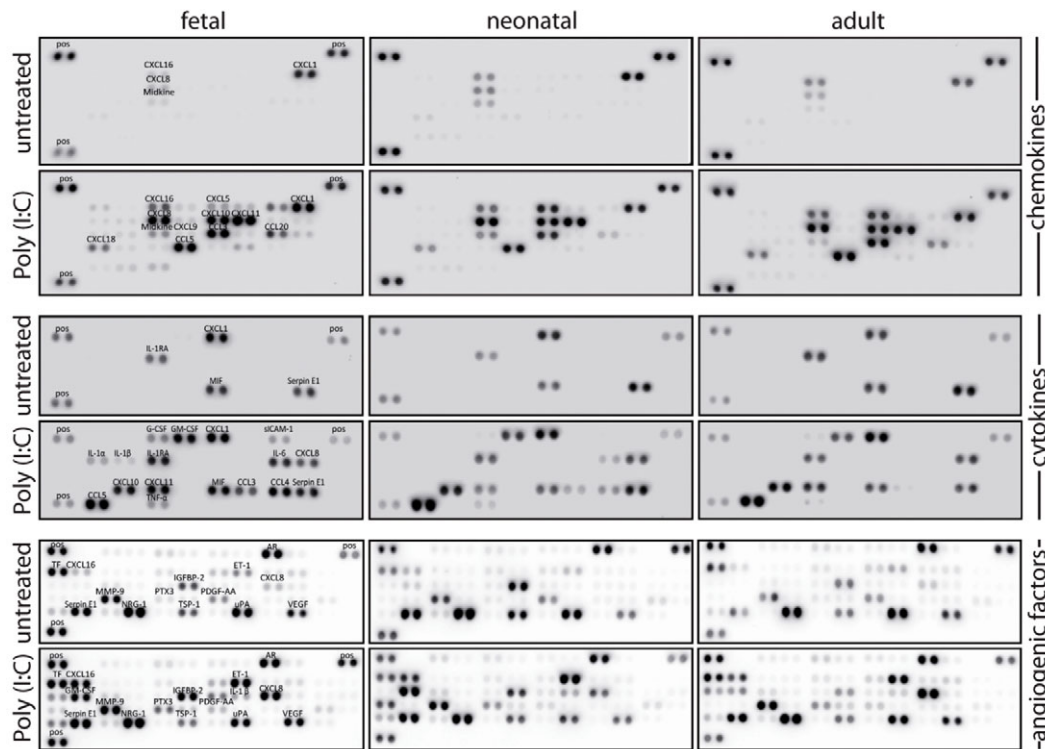 fetal neonatal adult
untreated
pos pos
CXCL16 CXCL1
CXCL8
Midkine
pos
Poly (I:C)
pos pos
CXCL16 CXCL5 CXCL1
CXCL8 CXCL10 CXCL11
Midkine CXCL9 CCL20
CXCL18 CCL5
pos
chemokines
untreated
pos CXCL1 pos
IL-1RA
MIF Serpin E1
pos
Poly (I:C)
pos G-CSF GM-CSF CXCL1 sICAM-1 pos
IL-1α IL-1β IL-1RA IL-6 CXCL8
CXCL10 CXCL11 MIF CCL3 CCL4 Serpin E1
pos CCL5 TNF-α
cytokines
untreated
pos AR pos
TF CXCL16 ET-1
IGFBP-2 CXCL8
MMP-9 PTX3 PDGF-AA
Serpin E1 NRG-1 TSP-1 uPA VEGF
pos
Poly (I:C)
pos AR pos
TF CXCL16 ET-1
GM-CSF IGFBP-2 IL-1β CXCL8
MMP-9 PTX3 PDGF-AA
Serpin E1 NRG-1 TSP-1 uPA VEGF
pos
angiogenic factors